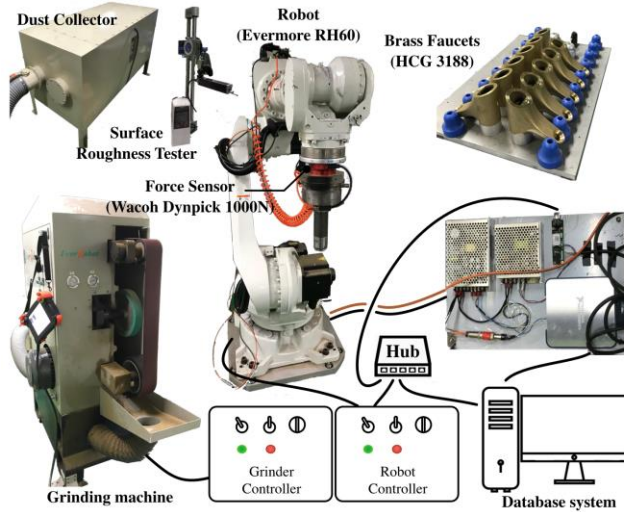 Dust Collector
Robot
(Evermore RH60)
Brass Faucets
(HCG 3188)
Surface
Roughness Tester
Force Sensor
(Wacoh Dynpick 1000N)
Hub
Grinder
Controller
Robot
Controller
Grinding machine
Database system